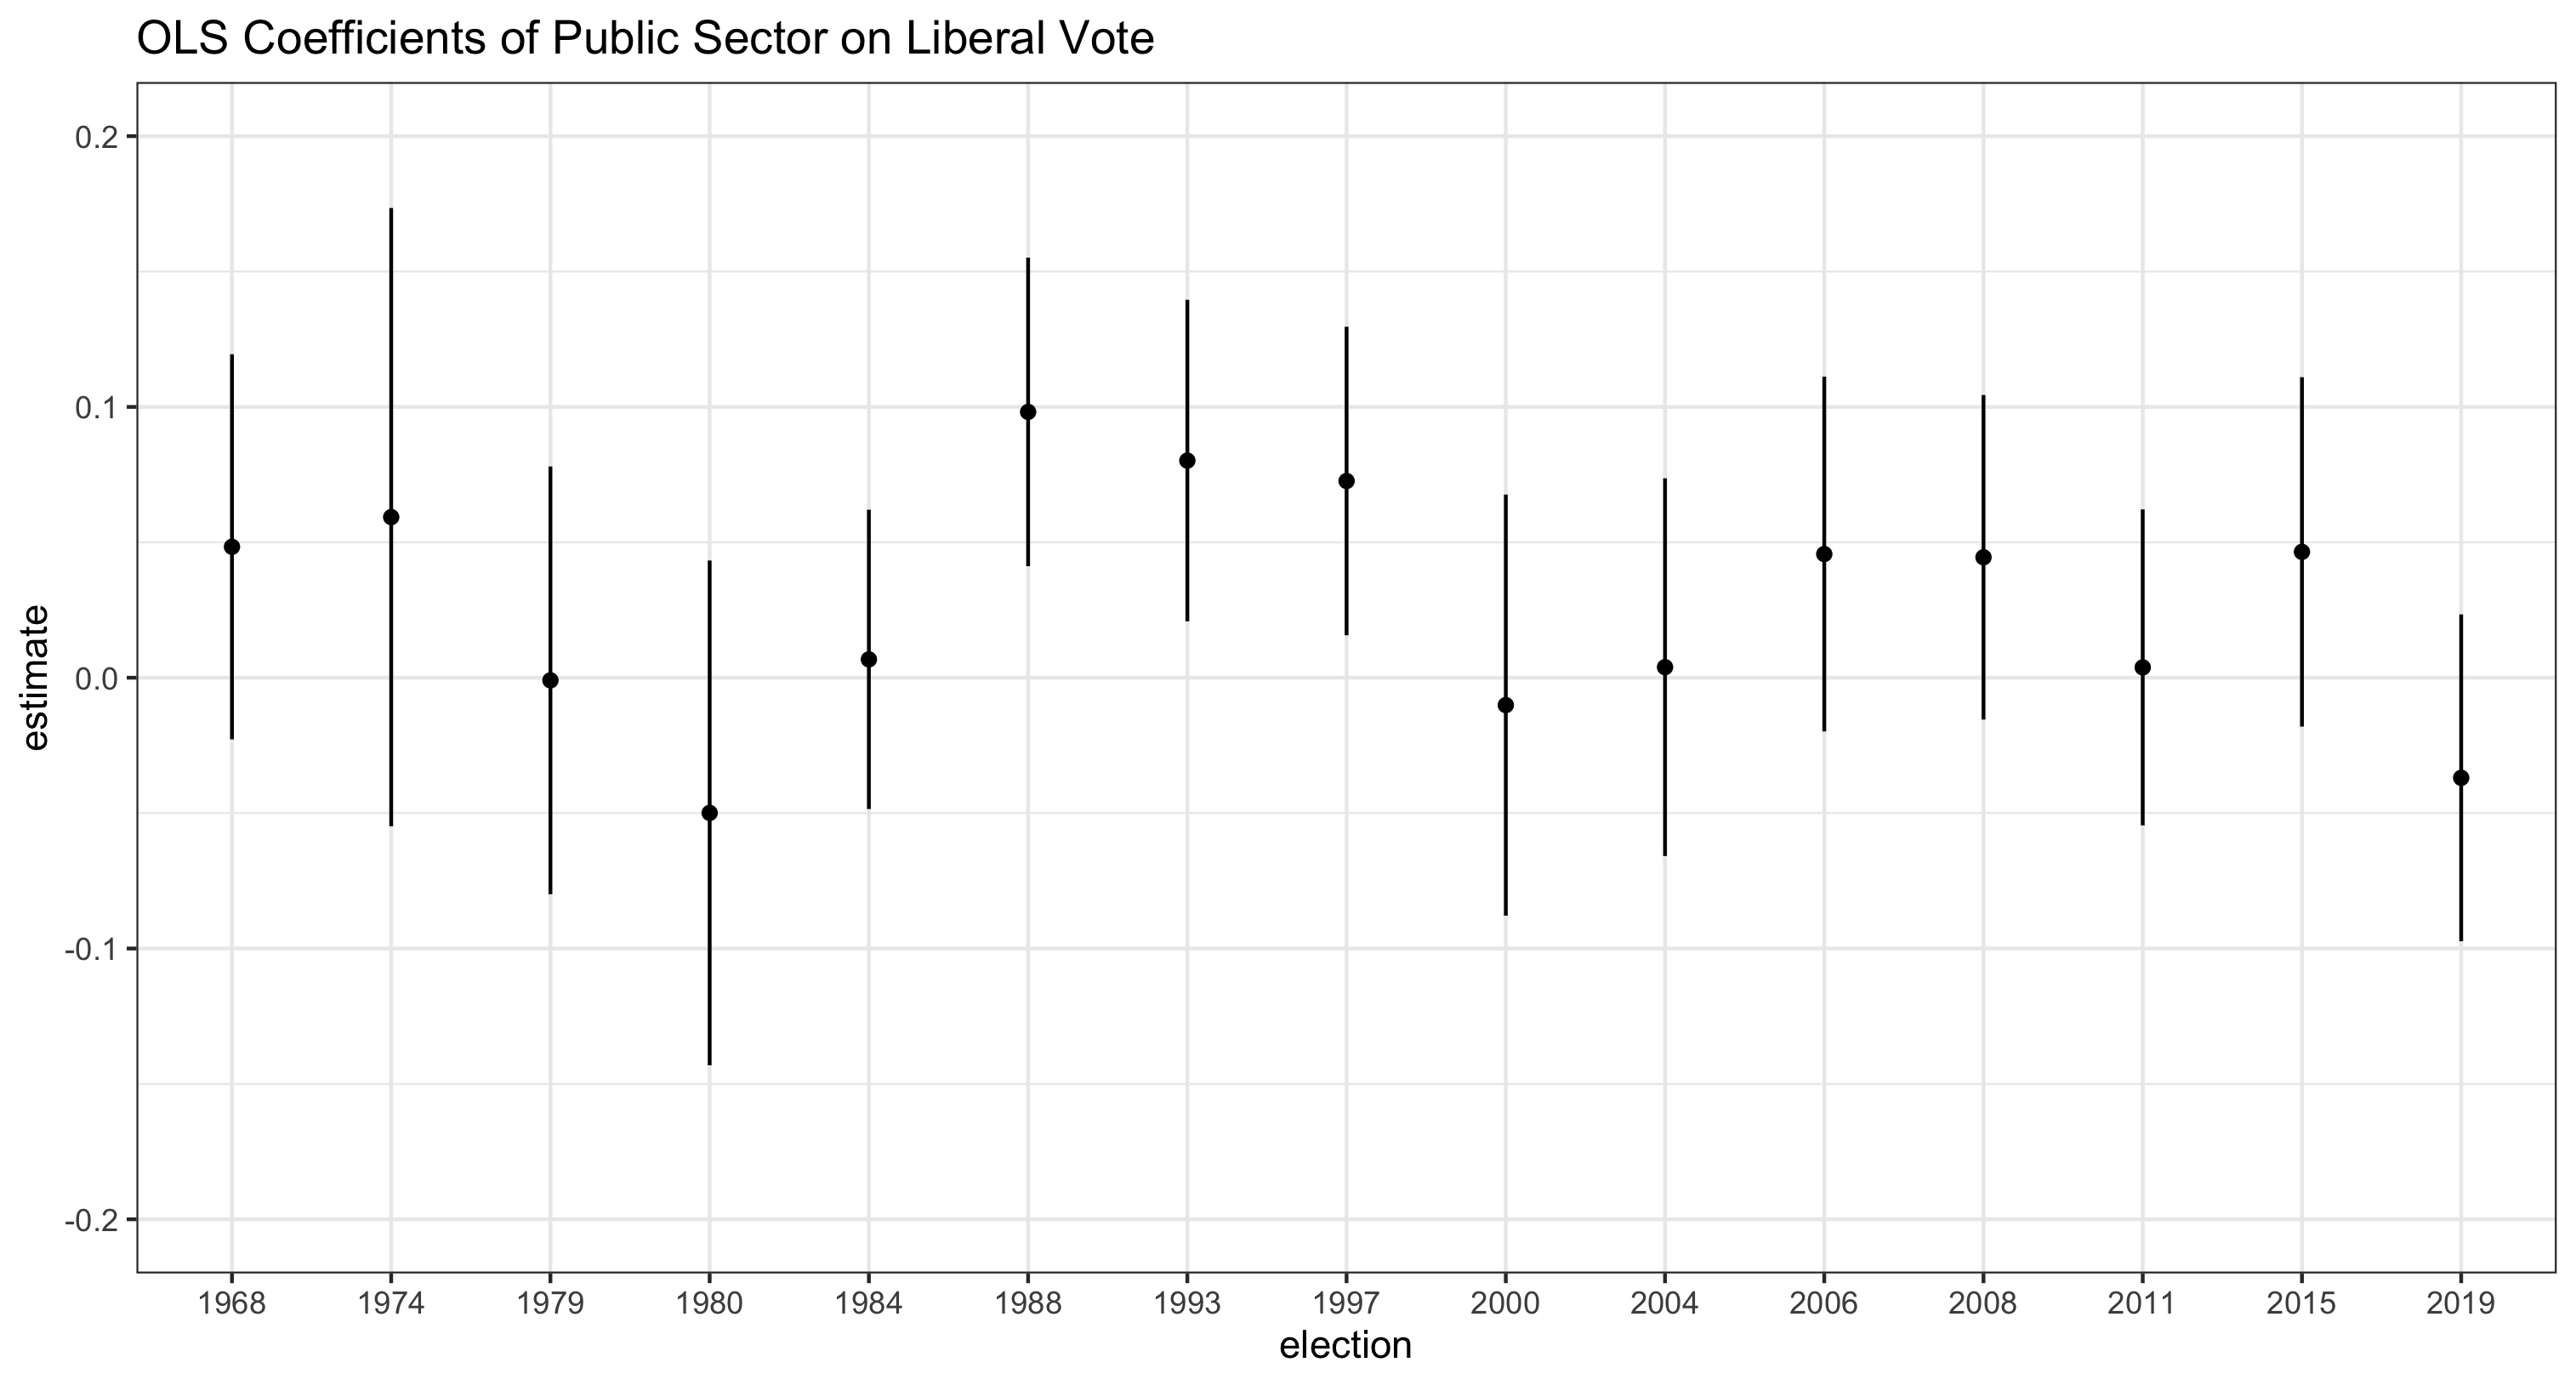 OLS Coefficients of Public Sector on Liberal Vote
0.2
0.1
0.0
-0.1
-0.2
estimate
1968 1974 1979 1980 1984 1988 1993 1997 2000 2004 2006 2008 2011 2015 2019
election